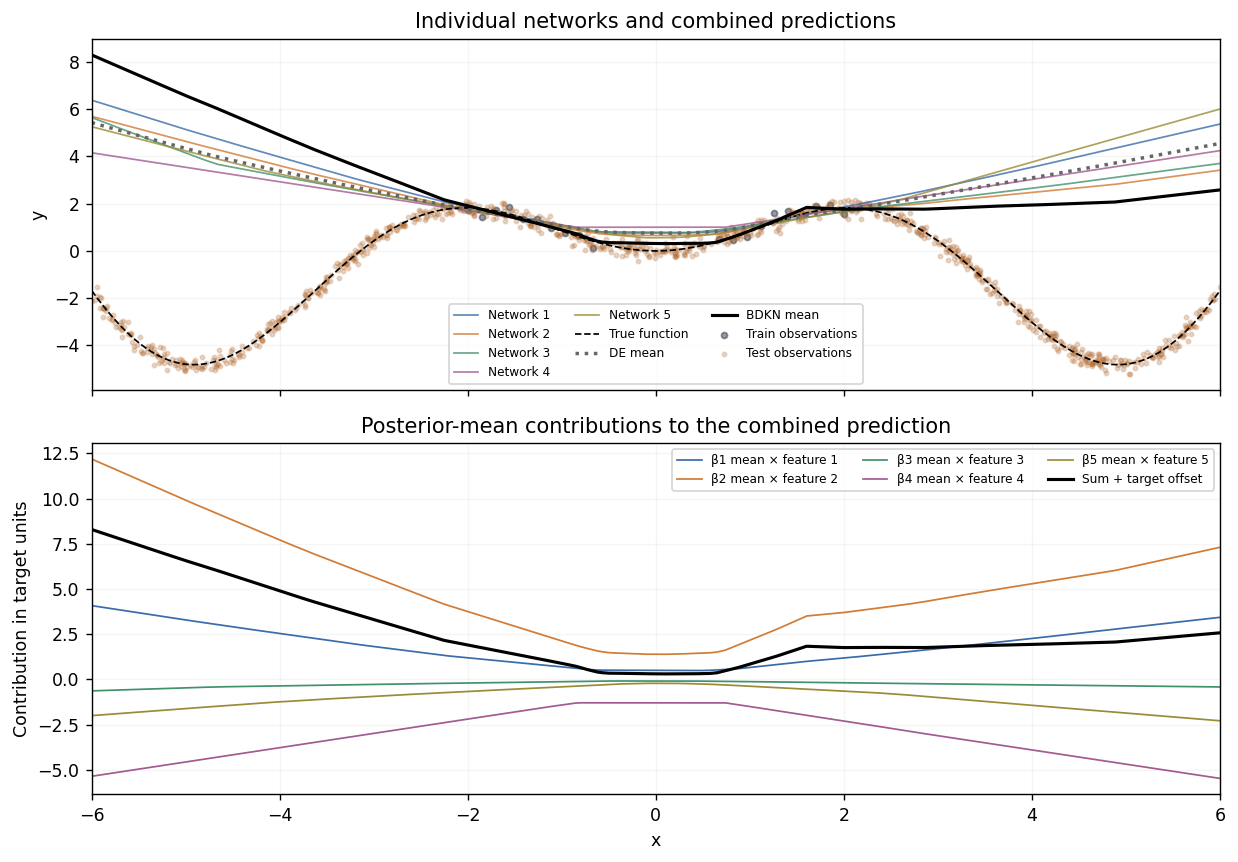 Individual networks and combined predictions
8
6
4
2
0
−2
−4
y
Network 1
Network 2
Network 3
Network 4
Network 5
True function
DE mean
BDKN mean
Train observations
Test observations
Posterior-mean contributions to the combined prediction
12.5
10.0
7.5
5.0
2.5
0.0
−2.5
−5.0
Contribution in target units
β1 mean × feature 1
β2 mean × feature 2
β3 mean × feature 3
β4 mean × feature 4
β5 mean × feature 5
Sum + target offset
−6
−4
−2
0
2
4
6
x